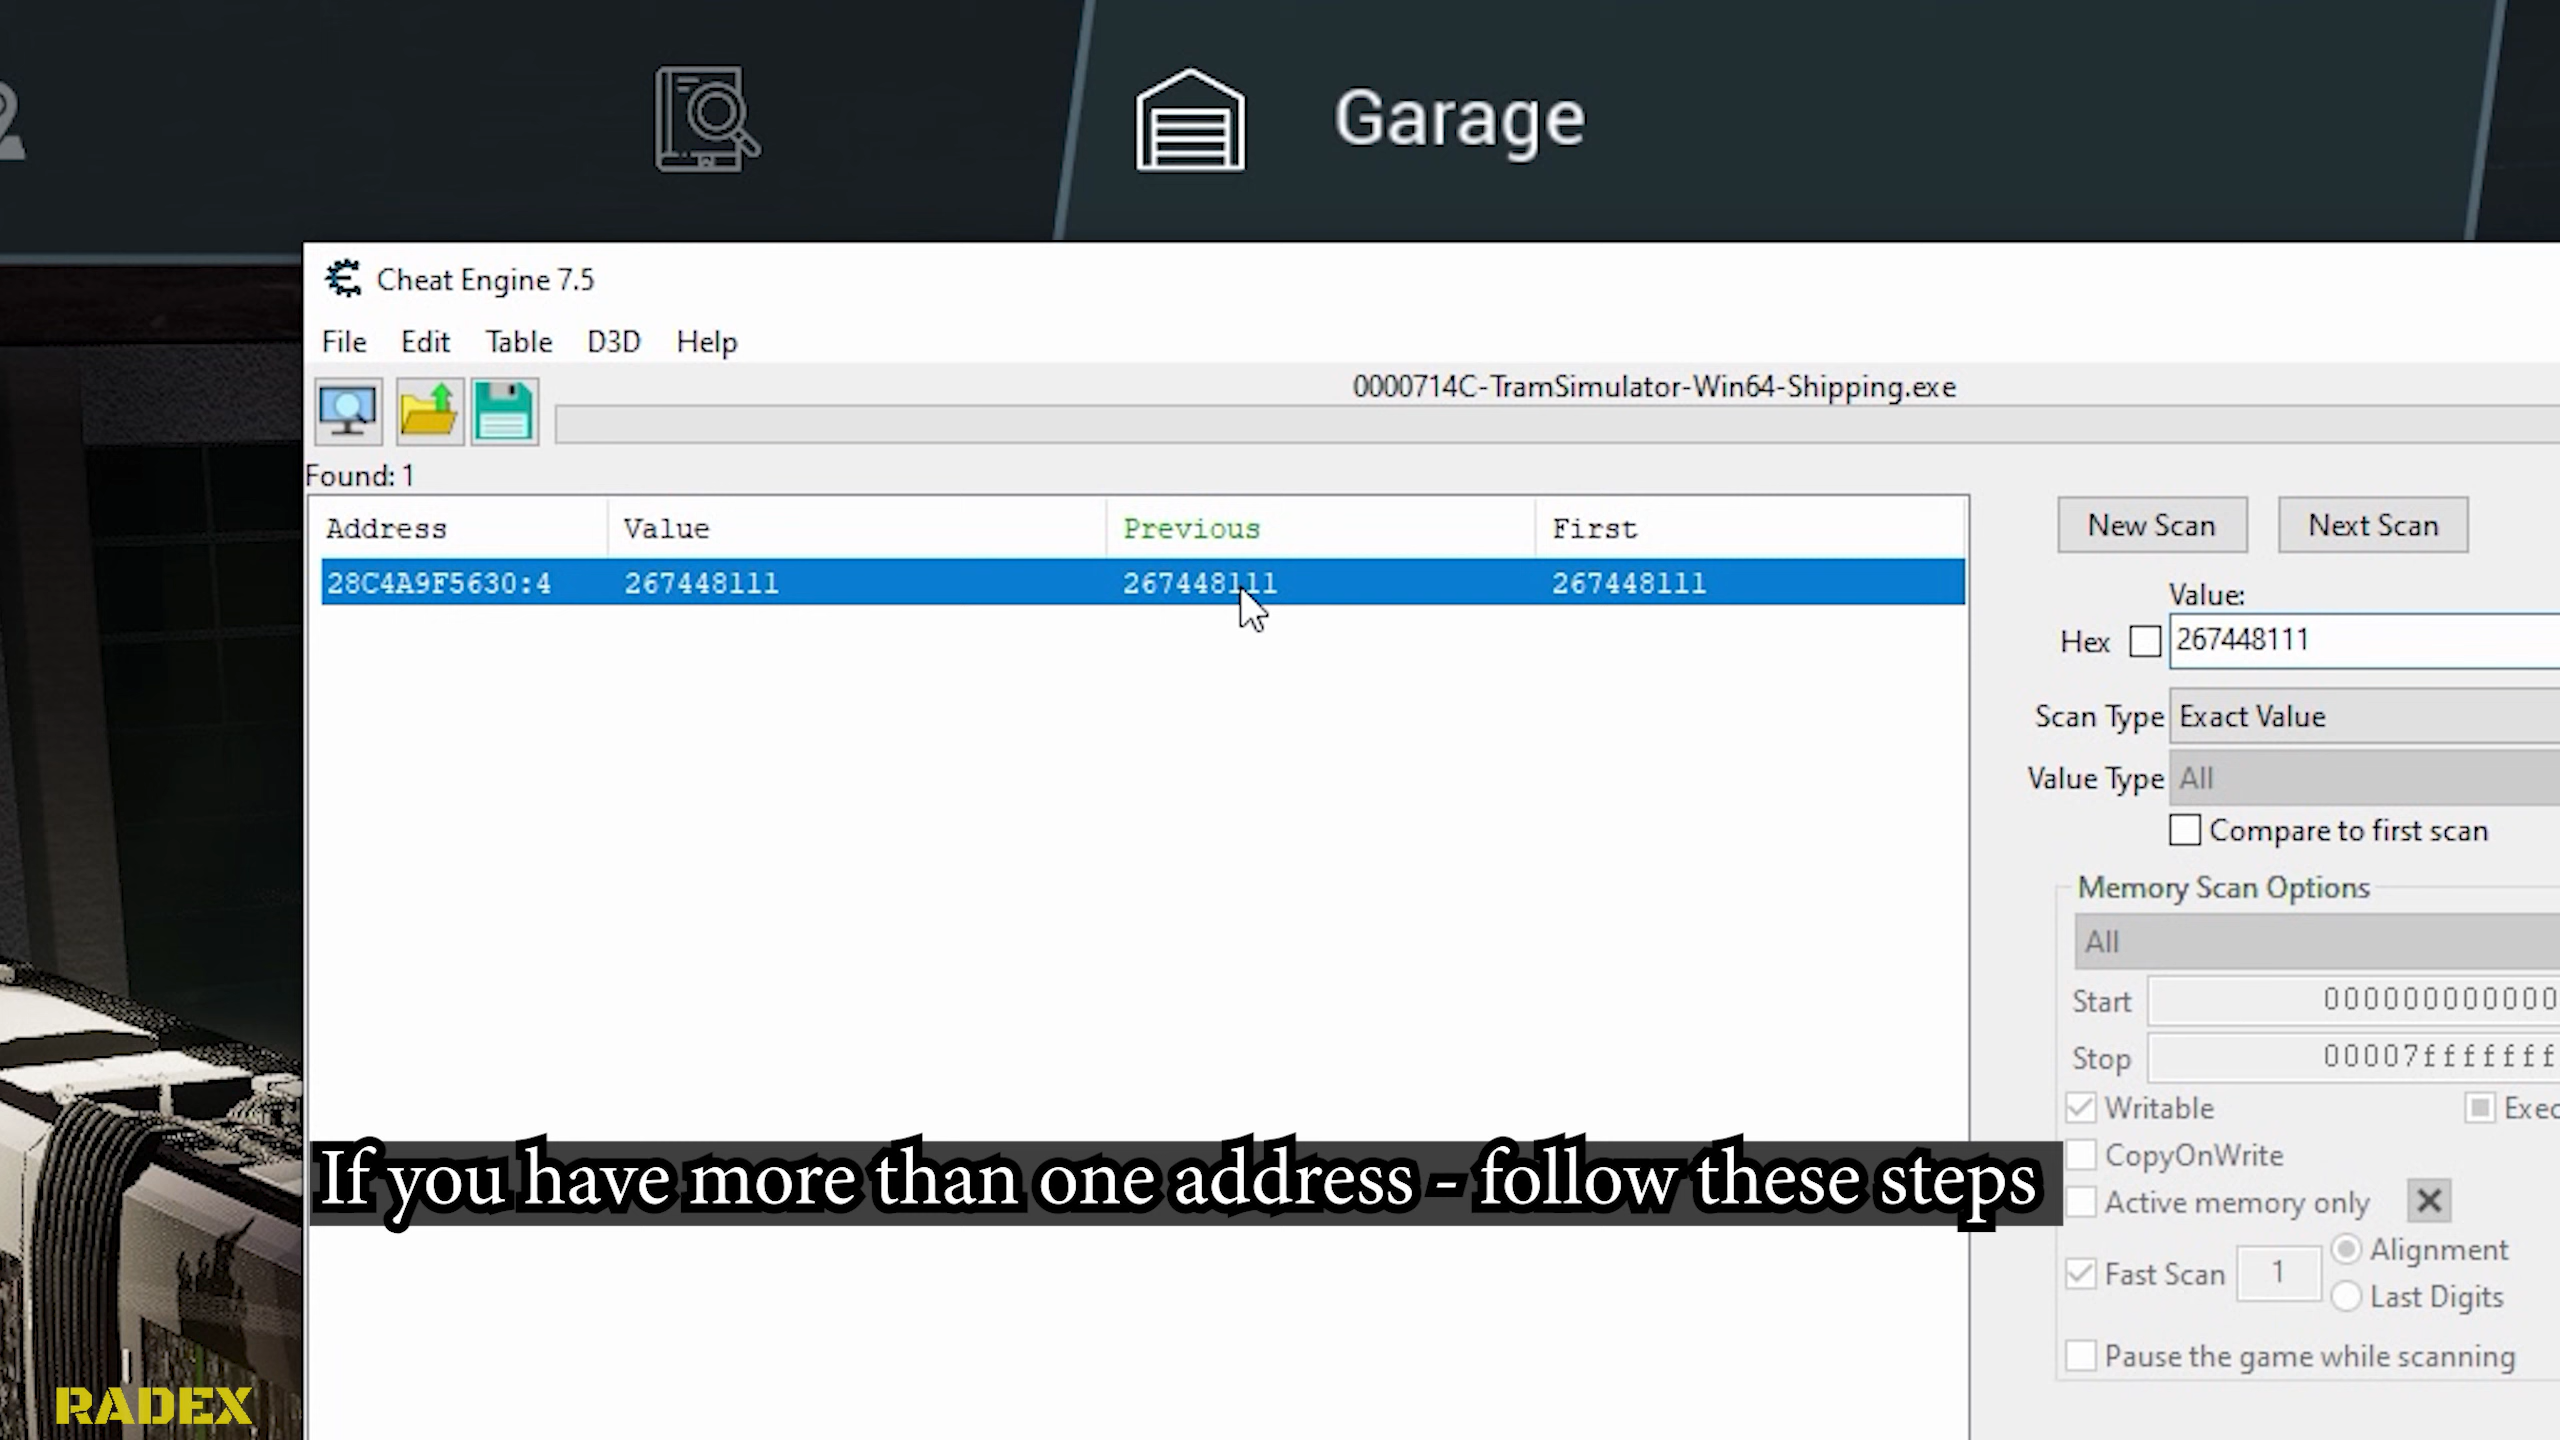 Garage
Cheat Engine 7.5
File Edit Table D3D Help
0000714C-TramSimulator-Win64-Shipping.exe
Found: 1
Address Value Previous First
28C4A9F5630:4 267448111 267448111 267448111
New Scan Next Scan
Value:
Hex 267448111
Scan Type Exact Value
Value Type All
Compare to first scan
Memory Scan Options
All
Start 000000000000
Stop 00007fffffff
Writable Exec
CopyOnWrite
If you have more than one address - follow these steps
Active memory only
Alignment
Fast Scan 1
Last Digits
Pause the game while scanning
RADEX